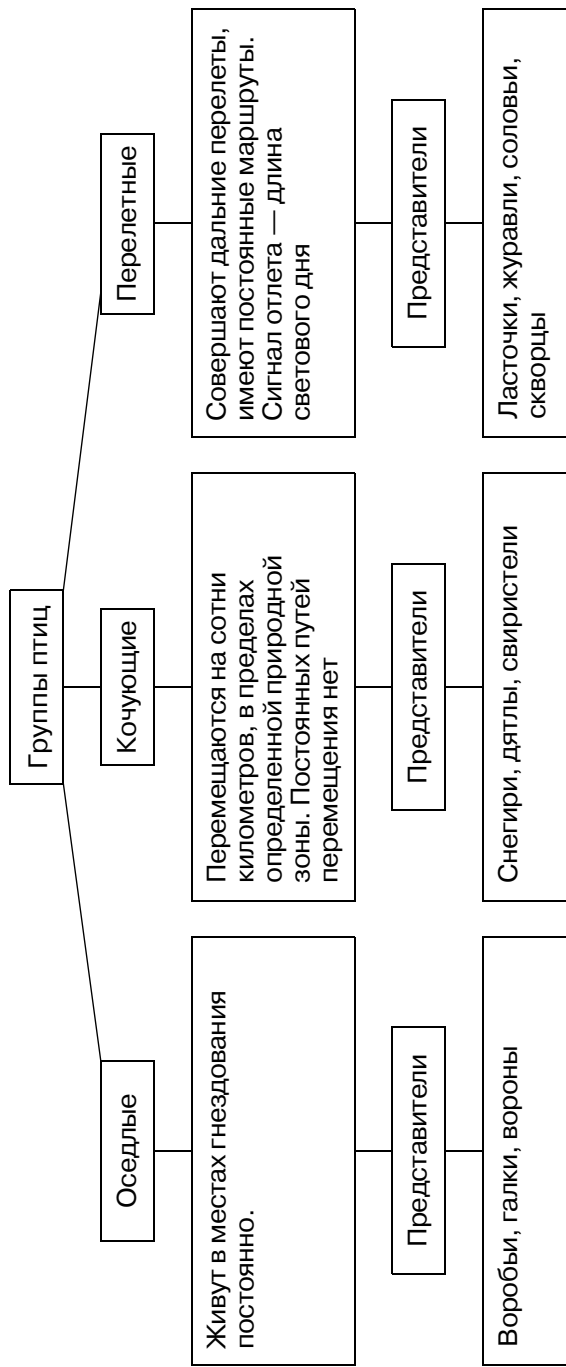 Группы птиц
Оседлые
Живут в местах гнездования
постоянно.
Представители
Воробьи, галки, вороны
Кочующие
Перемещаются на сотни
километров, в пределах
определенной природной
зоны. Постоянных путей
перемещения нет
Представители
Снегири, дятлы, свиристели
Перелетные
Совершают дальние перелеты,
имеют постоянные маршруты.
Сигнал отлета — длина
светового дня
Представители
Ласточки, журавли, соловьи,
скворцы